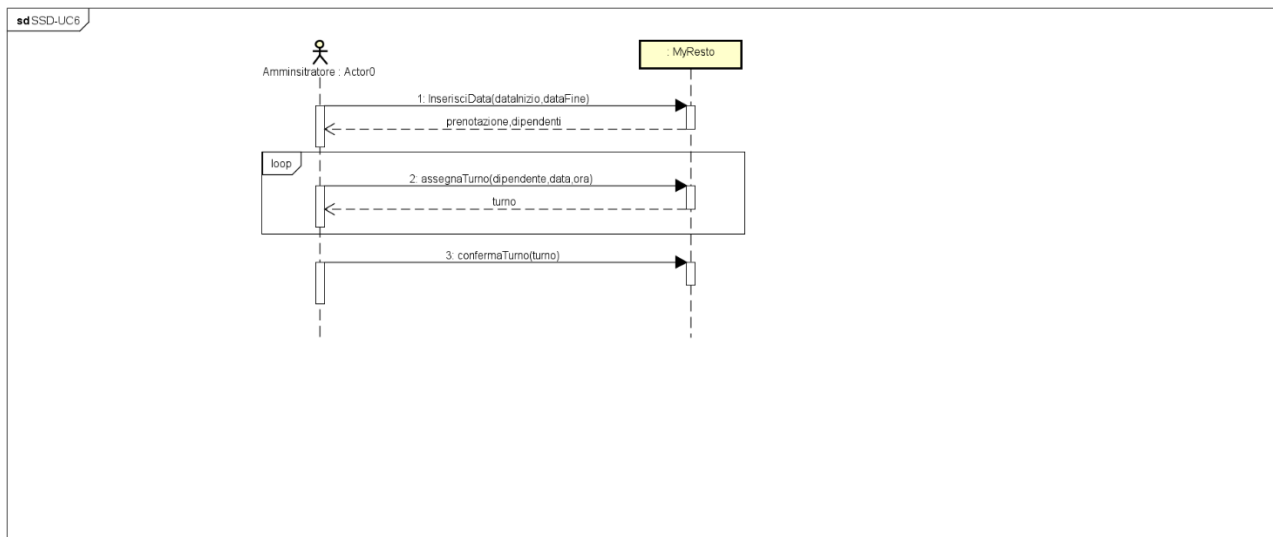 sd SSD-UC6
: MyResto
Amminsitratore : Actor0
1: InserisciData(dataInizio,dataFine)
prenotazione,dipendenti
loop
2: assegnaTurno(dipendente,data,ora)
turno
3: confermaTurno(turno)